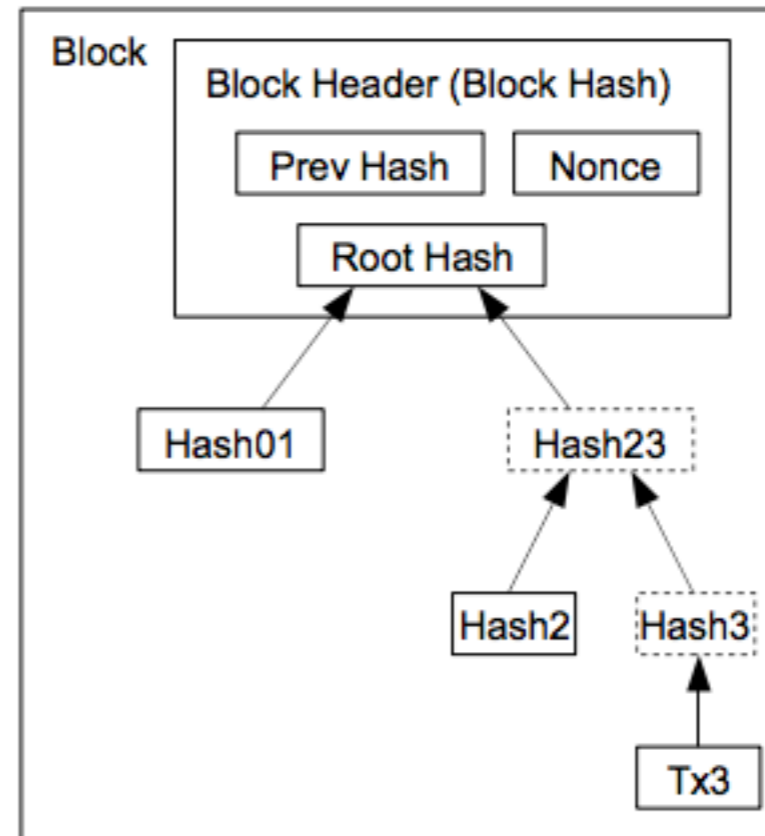 Block
Block Header (Block Hash)
Prev Hash
Nonce
Root Hash
Hash01
Hash23
Hash2
Hash3
Tx3